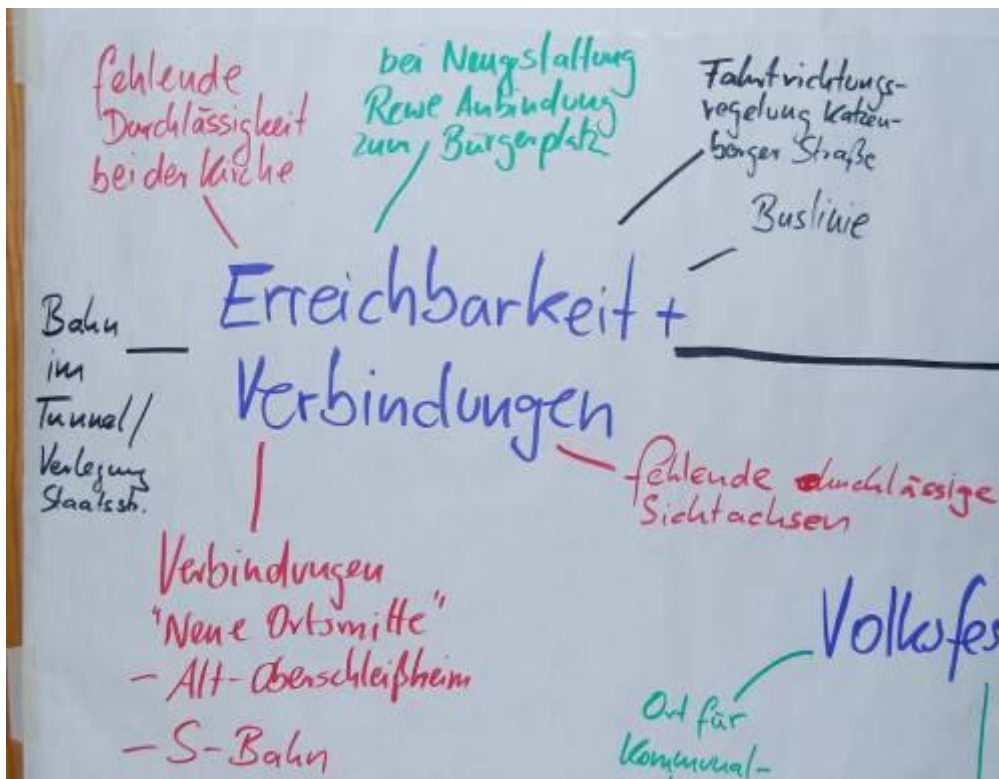 fehlende
Durchlässigkeit
bei der Kirche
bei Neugestaltung
Rewe Anbindung
zum Bürgerplatz
Fahrtrichtungs-
regelung Katzen-
berger Straße
Buslinie
Erreichbarkeit +
Verbindungen
Bahn
im
Tunnel/
Verlegung
Staatsstr.
fehlende durchlässige
Sichtachsen
Verbindungen
"Neue Ortsmitte"
- Alt-Oberschleißheim
- S-Bahn
Volksfes
Ort für
Kommunal-